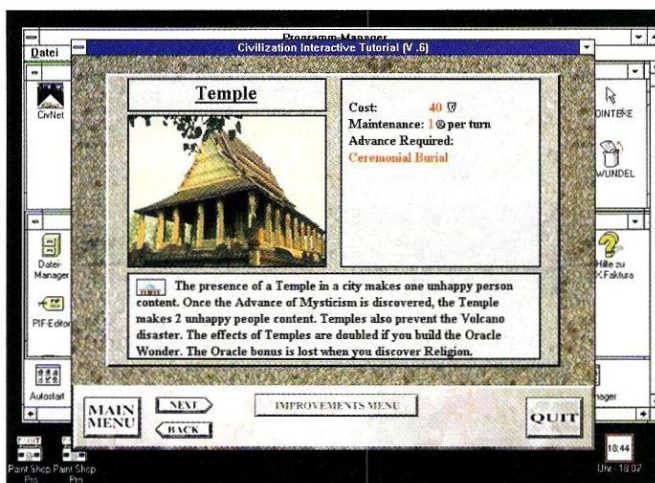 Programm-Manager
Datei
Civilization Interactive Tutorial (V .6)
CivNet
Temple
Cost: 40
Maintenance: 1 per turn
Advance Required:
Ceremonial Burial
WUNDEL
Datei-
Manager
PIF-Editor
Hilfe zu
The presence of a Temple in a city makes one unhappy person
content. Once the Advance of Mysticism is discovered, the Temple
makes 2 unhappy people content. Temples also prevent the Volcano
disaster. The effects of Temples are doubled if you build the Oracle
Wonder. The Oracle bonus is lost when you discover Religion.
Autostart
nager
MAIN
MENU
NEXT
BACK
IMPROVEMENTS MENU
QUIT
Paint Shop
Pro
Paint Shop
Pro
18:44
Uhr - 18.07